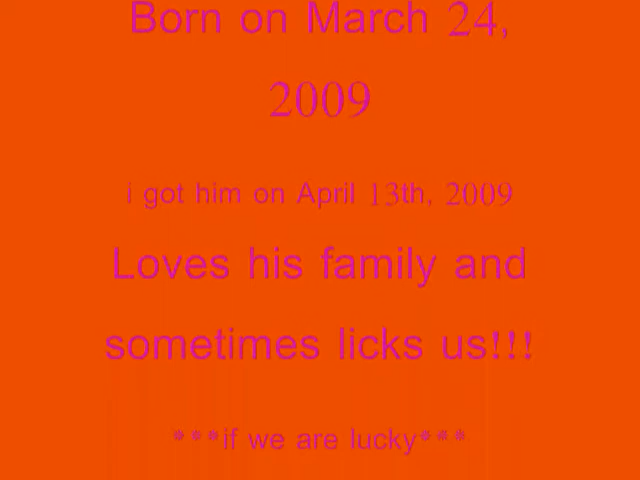 Born on March 24,
2009
i got him on April 13th, 2009
Loves his family and
sometimes licks us!!!
***if we are lucky***